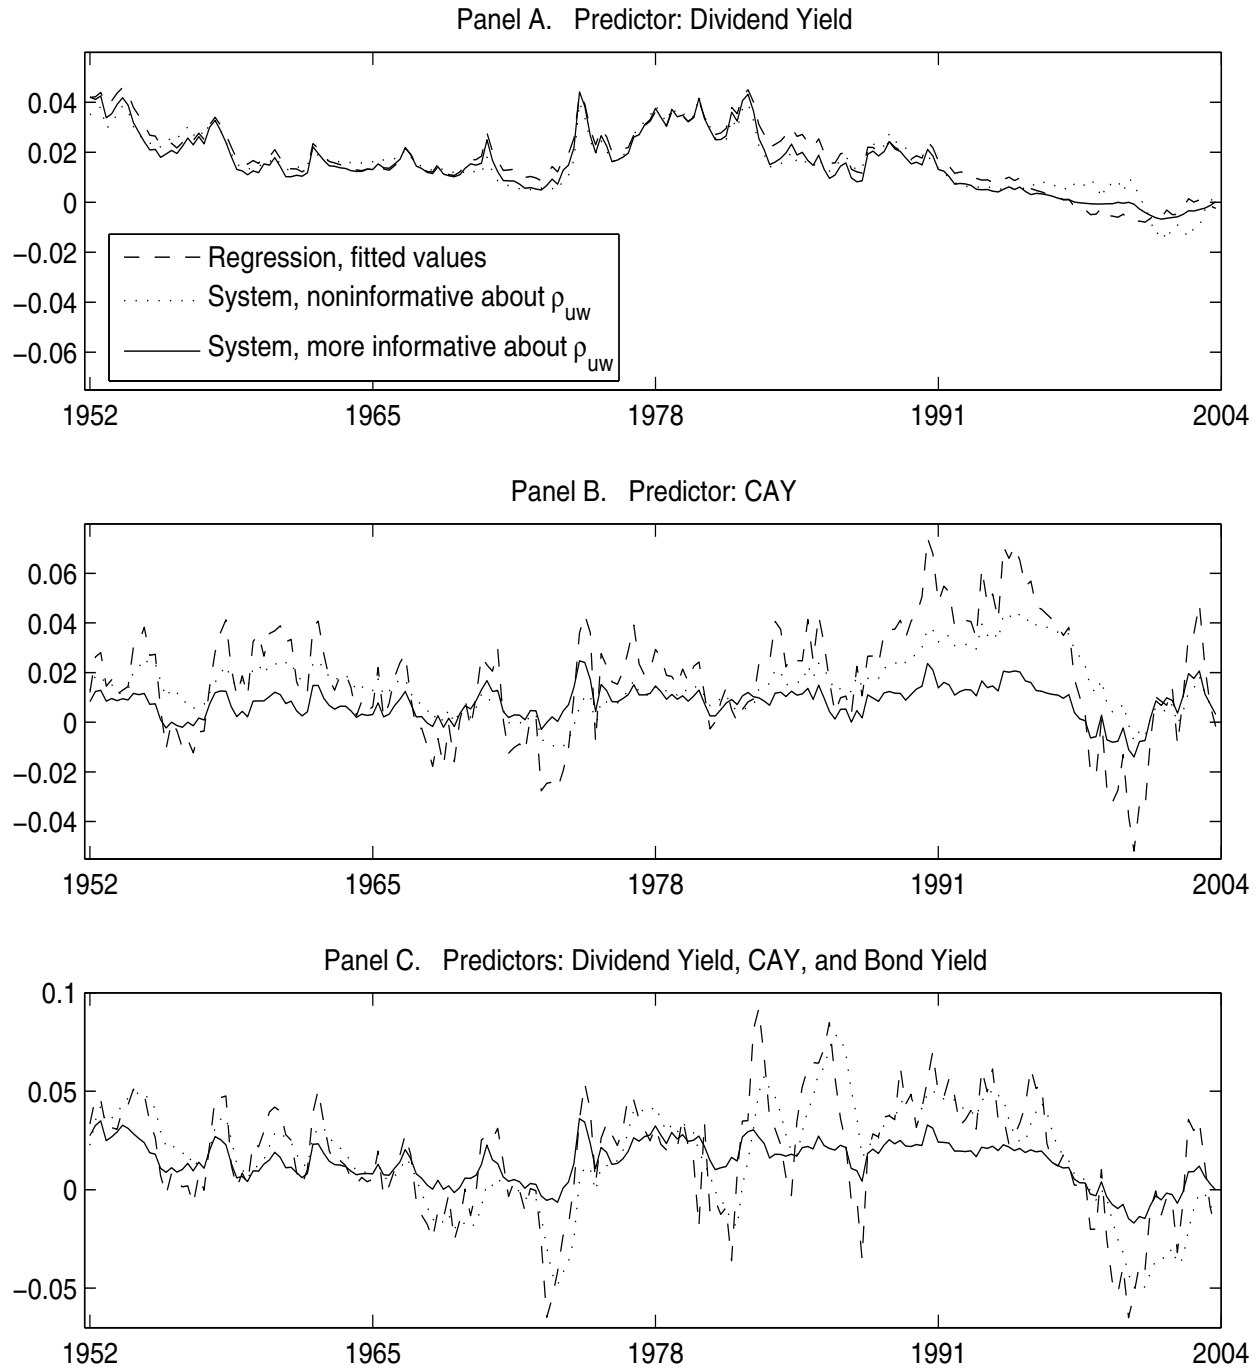 Panel A. Predictor: Dividend Yield
0.04
0.02
0
−0.02
−0.04
−0.06
Regression, fitted values
System, noninformative about ρuw
System, more informative about ρuw
1952 1965 1978 1991 2004
Panel B. Predictor: CAY
0.06
0.04
0.02
0
−0.02
−0.04
1952 1965 1978 1991 2004
Panel C. Predictors: Dividend Yield, CAY, and Bond Yield
0.1
0.05
0
−0.05
1952 1965 1978 1991 2004